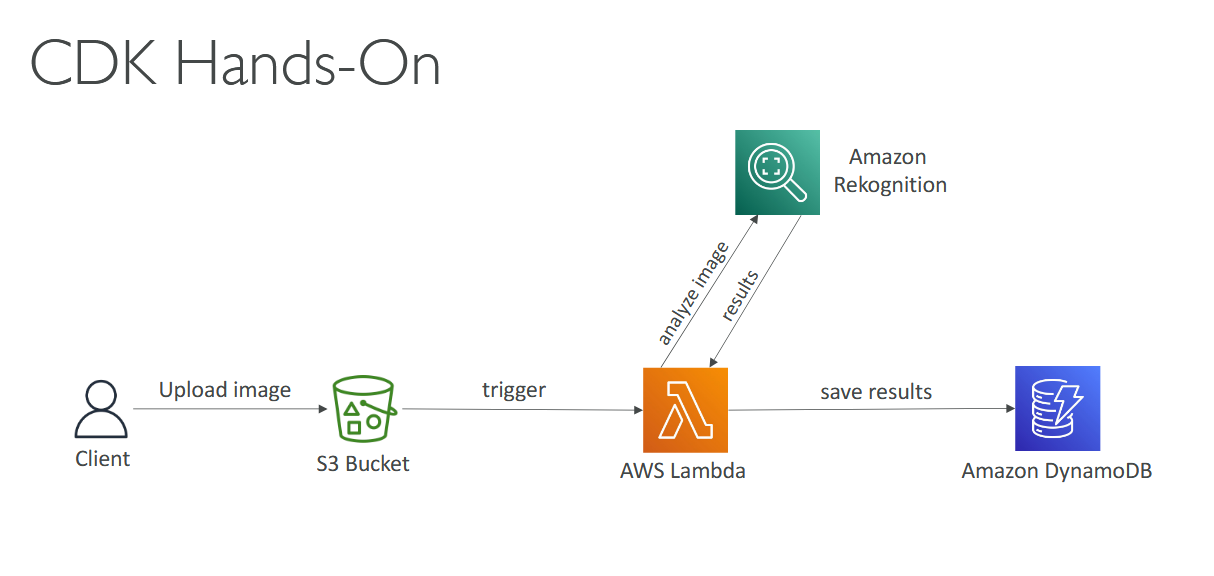 CDK Hands-On
Amazon
Rekognition
analyze image
results
Upload image
trigger
save results
Client
S3 Bucket
AWS Lambda
Amazon DynamoDB